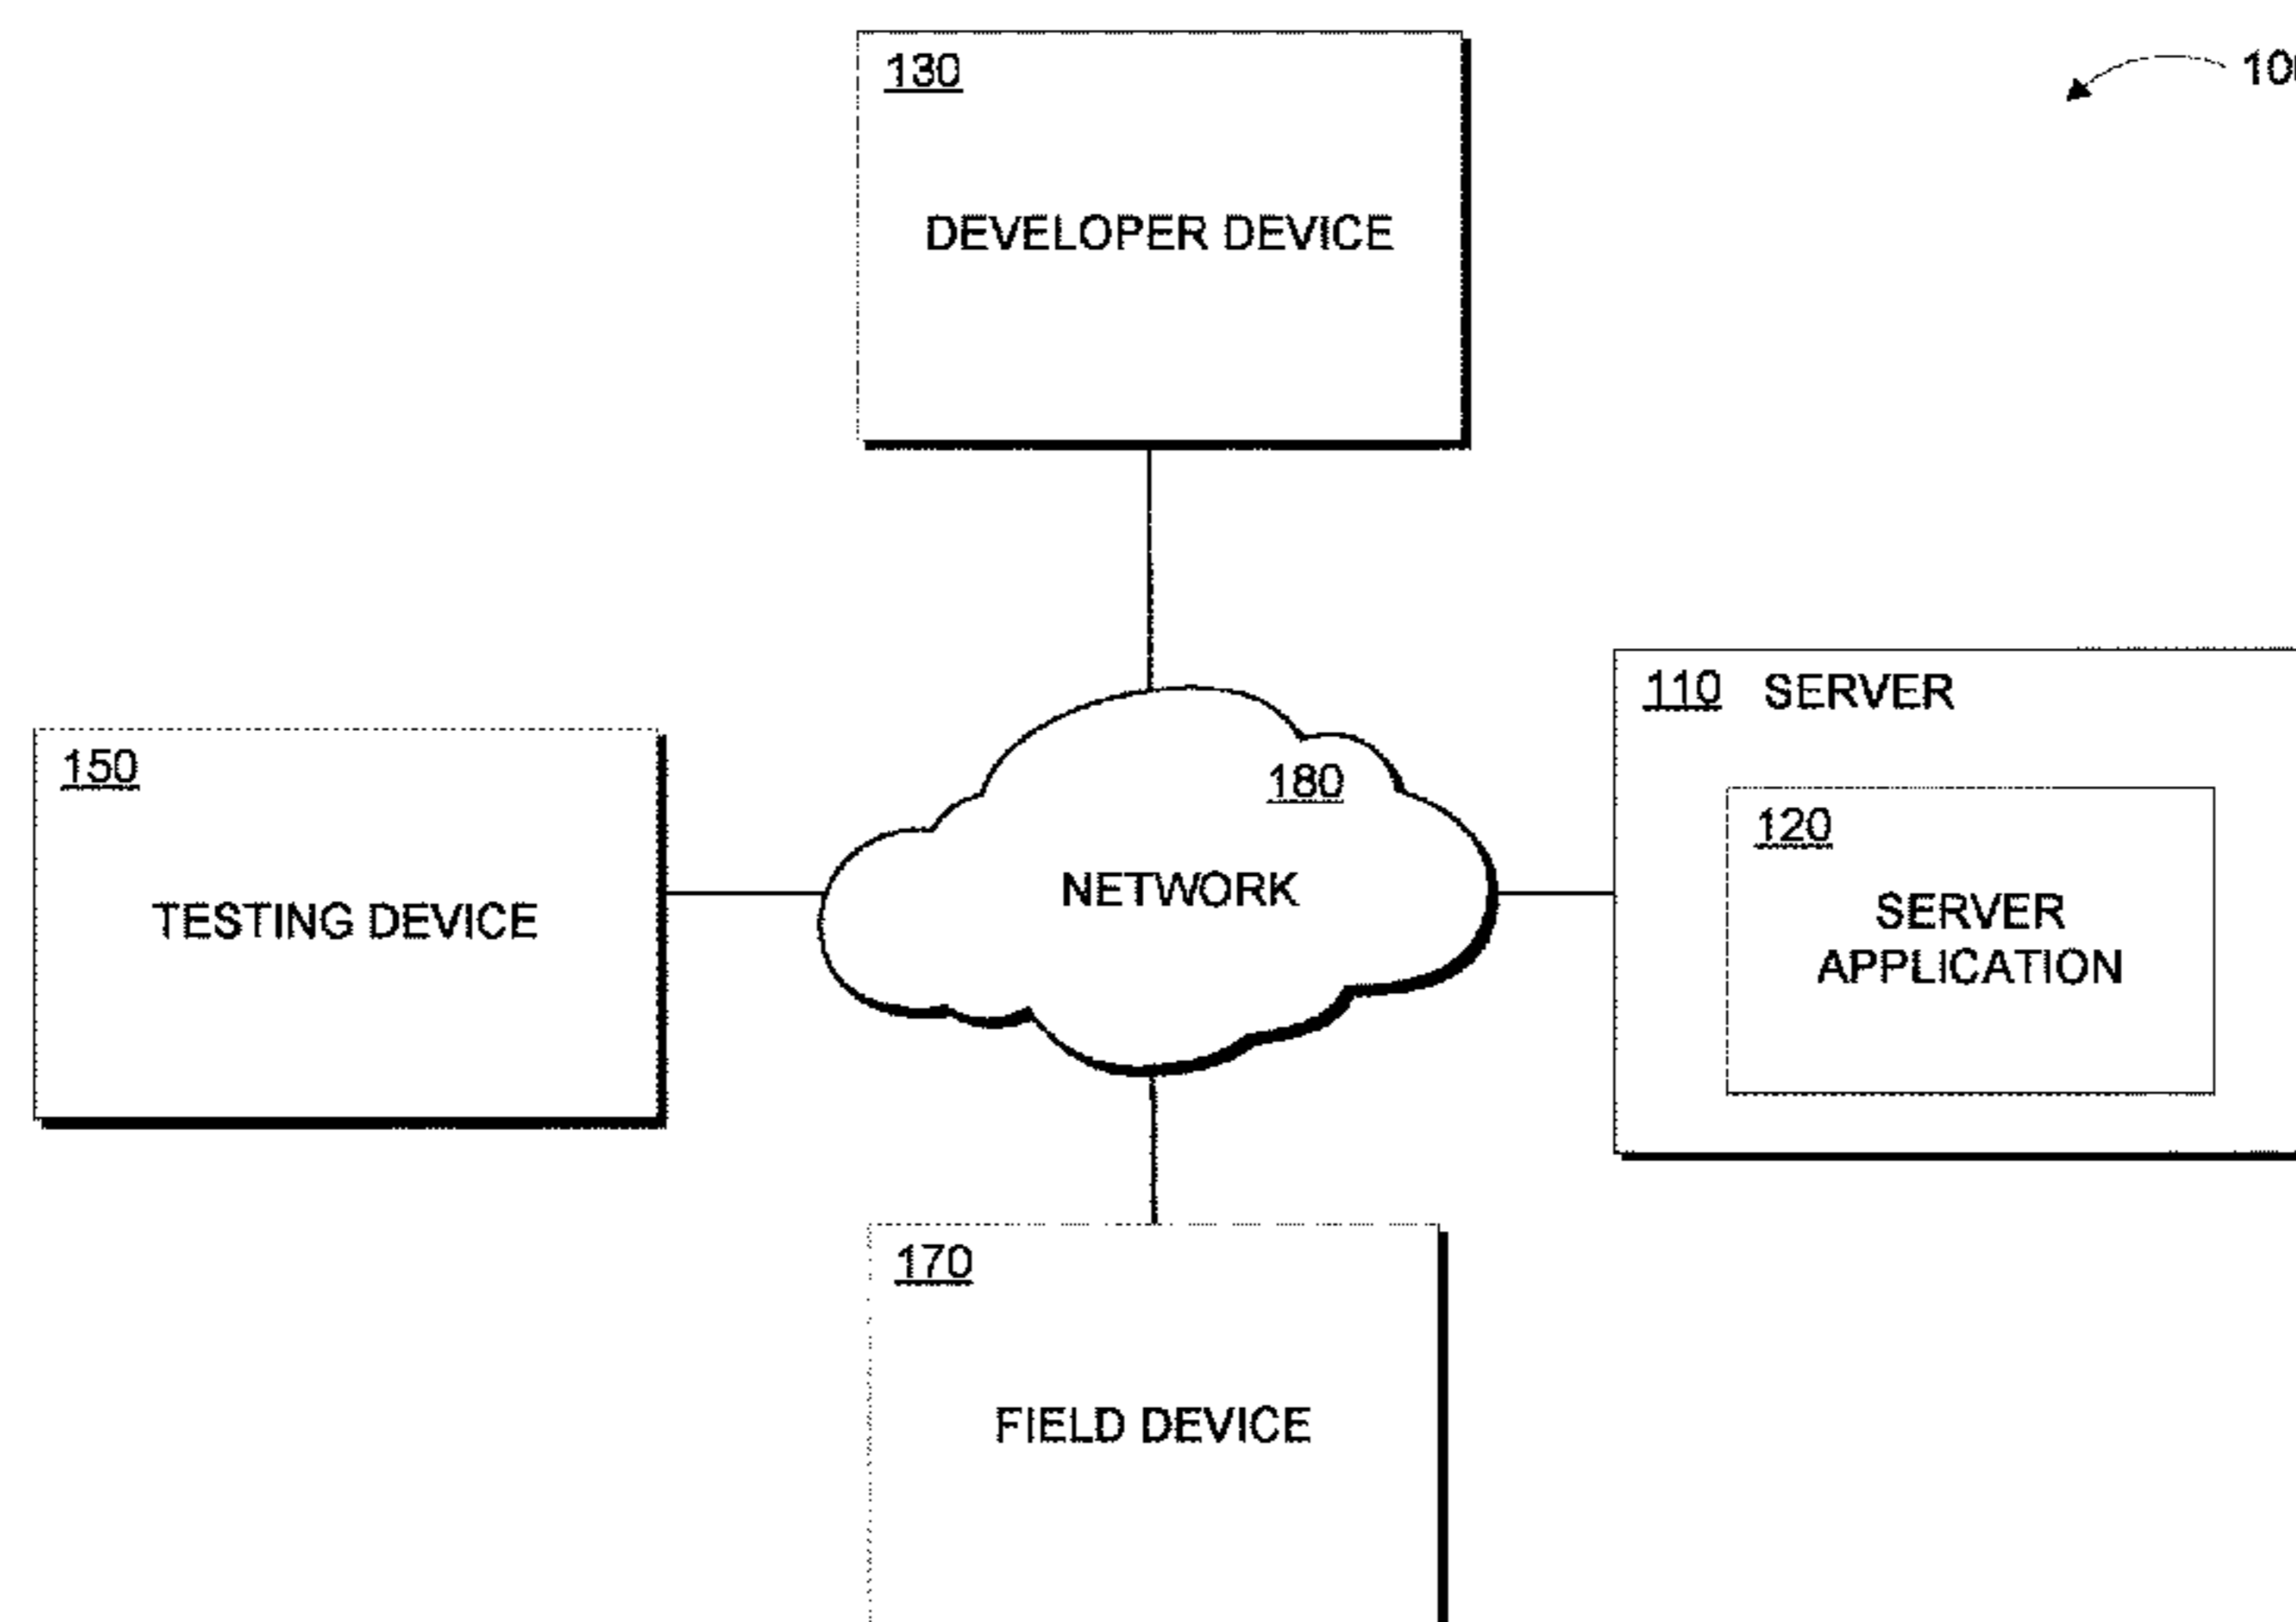 130
DEVELOPER DEVICE
110 SERVER
150
TESTING DEVICE
180
NETWORK
120
SERVER
APPLICATION
170
FIELD DEVICE